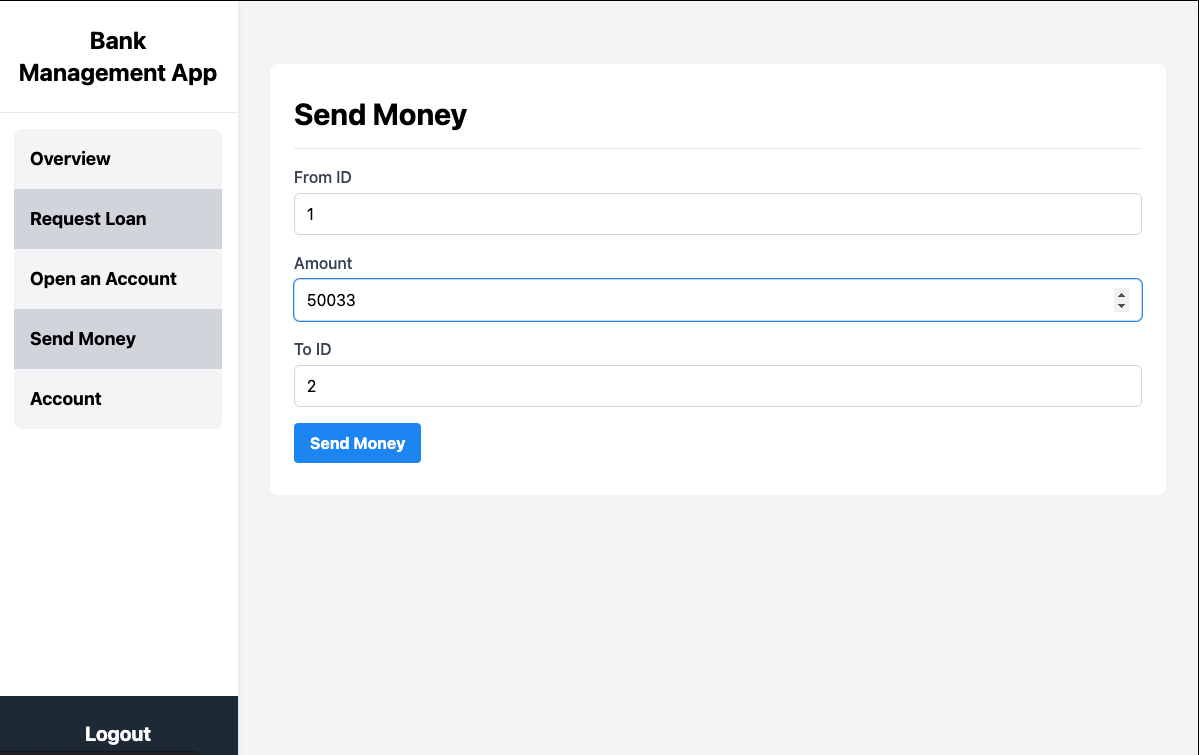 Bank
Management App
Overview
Request Loan
Open an Account
Send Money
Account
Logout
Send Money
From ID
1
Amount
50033
To ID
2
Send Money